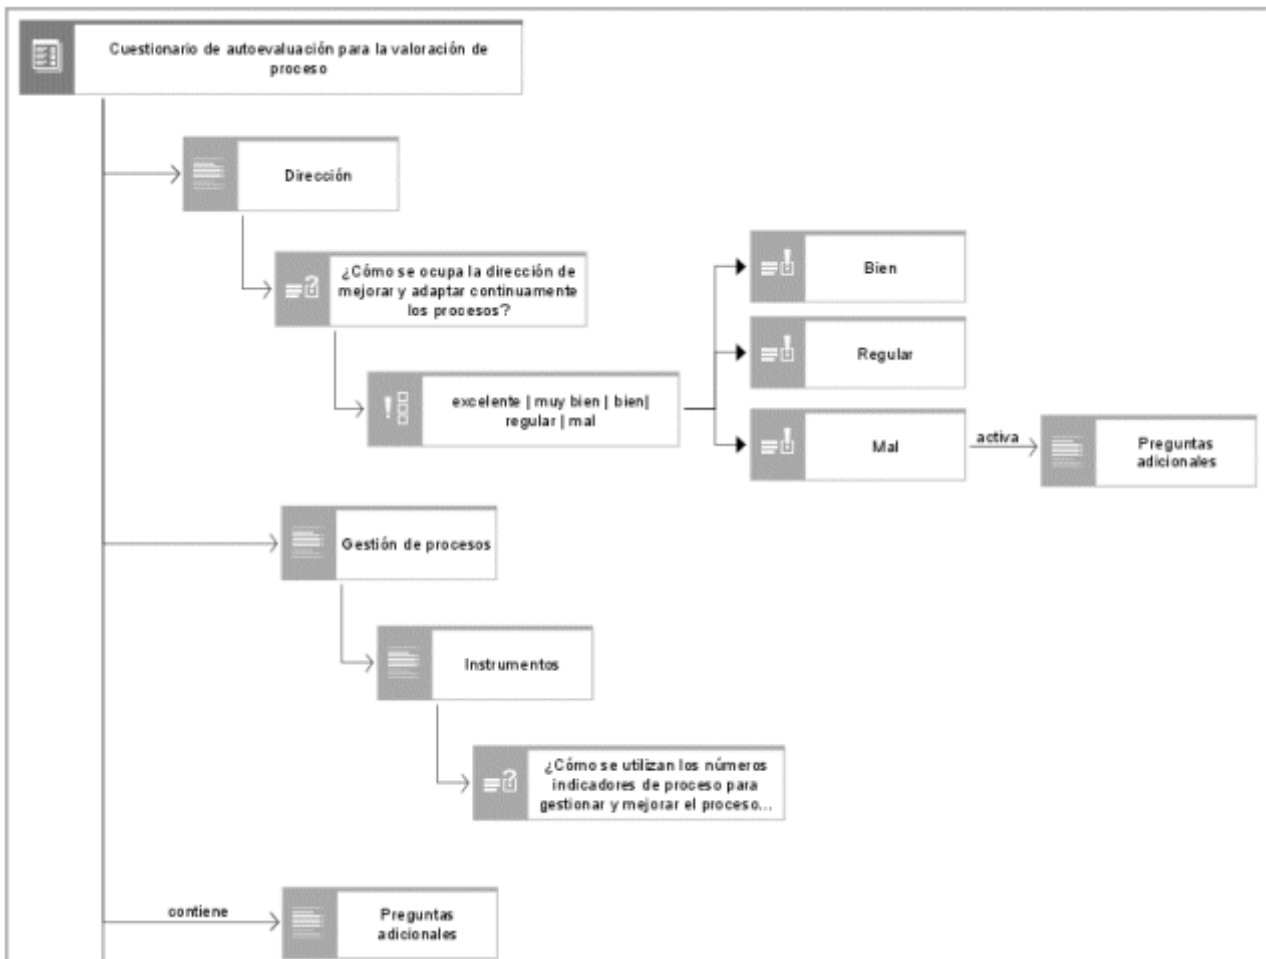 Cuestionario de autoevaluación para la valoración de
proceso
Dirección
¿Cómo se ocupa la dirección de
mejorar y adaptar continuamente
los procesos?
excelente | muy bien | bien|
regular | mal
Bien
Regular
Mal
activa
Preguntas
adicionales
Gestión de procesos
Instrumentos
¿Cómo se utilizan los números
indicadores de proceso para
gestionar y mejorar el proceso...
contiene
Preguntas
adicionales